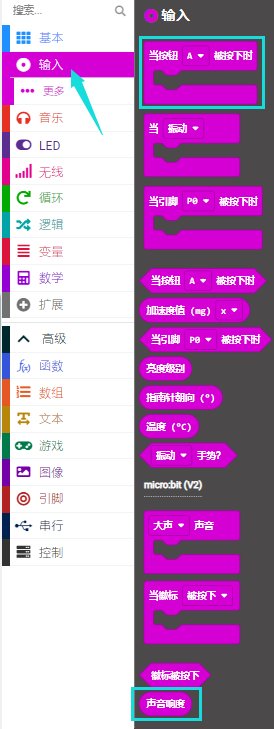 搜索...
基本
输入
更多
音乐
LED
无线
循环
逻辑
变量
数学
扩展
高级
函数
数组
文本
游戏
图像
引脚
串行
控制
输入
当按钮 A 被按下时
当 振动
当引脚 P0 被按下时
当按钮 A 被按下时
加速度值 (mg) x
当引脚 P0 被按下时
亮度级别
指南针朝向 (°)
温度 (°C)
振动 手势?
micro:bit (V2)
大声 声音
当徽标 被按下
徽标被按下
声音响度